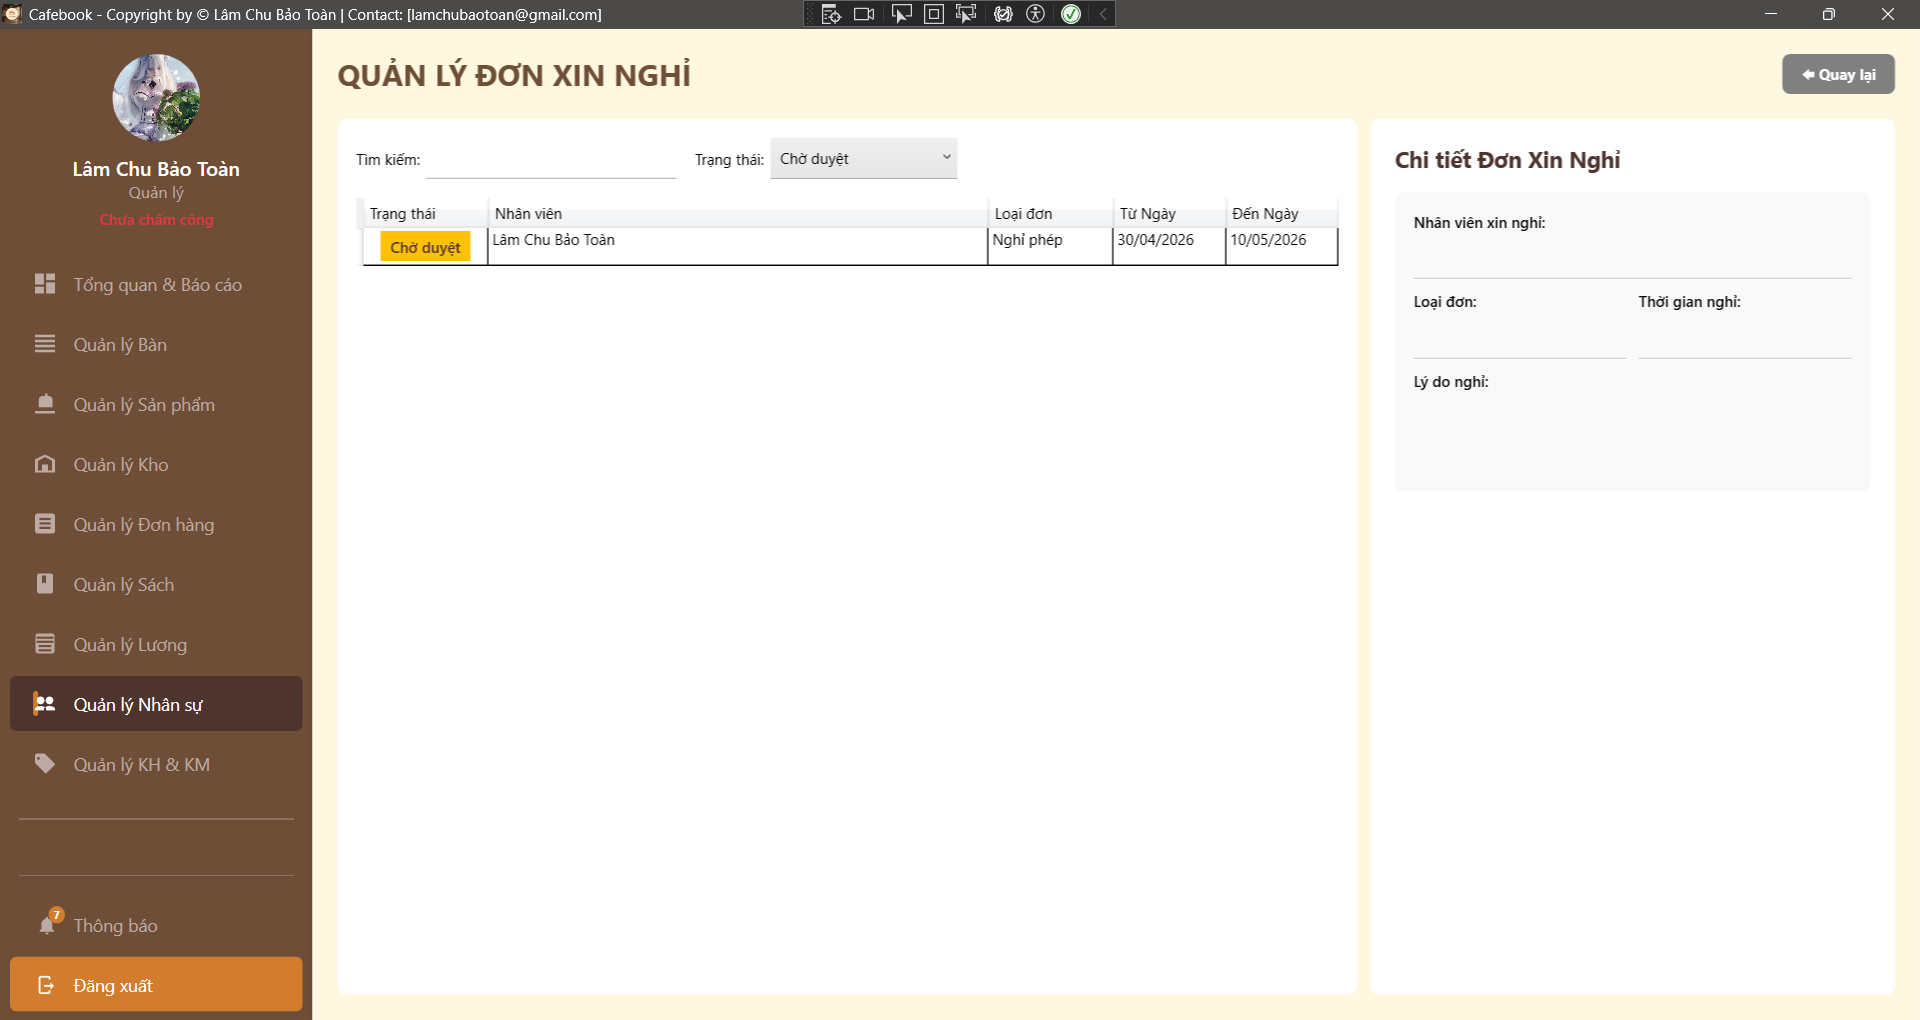 Cafebook - Copyright by © Lâm Chu Bảo Toàn | Contact: [lamchubaotoan@gmail.com]
Lâm Chu Bảo Toàn
Quản lý
Chưa chấm công
Tổng quan & Báo cáo
Quản lý Bàn
Quản lý Sản phẩm
Quản lý Kho
Quản lý Đơn hàng
Quản lý Sách
Quản lý Lương
Quản lý Nhân sự
Quản lý KH & KM
7
Thông báo
Đăng xuất
QUẢN LÝ ĐƠN XIN NGHỈ
Quay lại
Tìm kiếm:
Trạng thái: Chờ duyệt
Trạng thái Nhân viên Loại đơn Từ Ngày Đến Ngày
Chờ duyệt Lâm Chu Bảo Toàn Nghỉ phép 30/04/2026 10/05/2026
Chi tiết Đơn Xin Nghỉ
Nhân viên xin nghỉ:
Loại đơn: Thời gian nghỉ:
Lý do nghỉ: